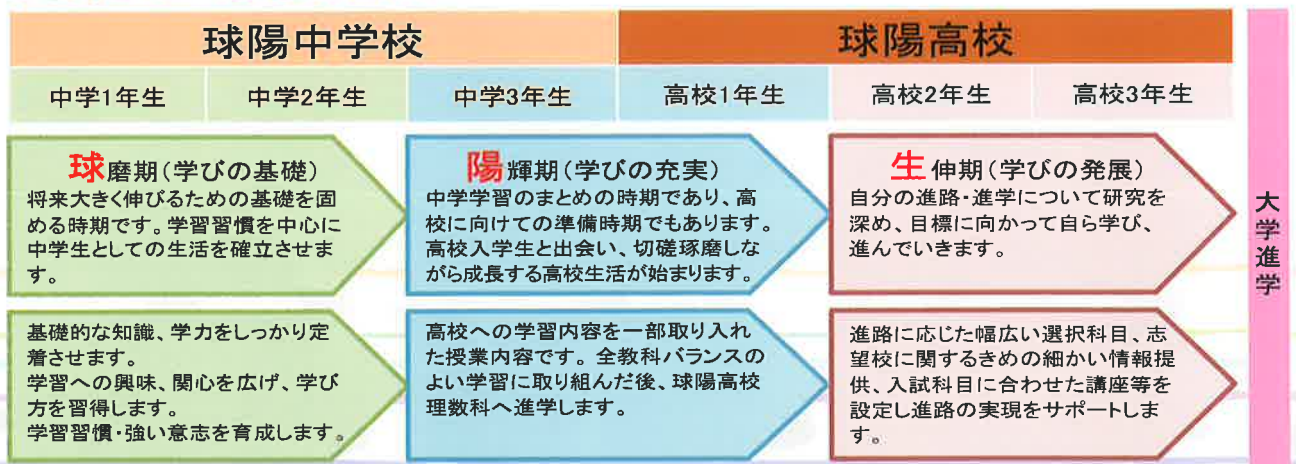 球陽中学校
球陽高校
中学1年生
中学2年生
中学3年生
高校1年生
高校2年生
高校3年生
球磨期(学びの基礎)
将来大きく伸びるための基礎を固
める時期です。学習習慣を中心に
中学生としての生活を確立させま
す。
陽輝期(学びの充実)
中学学習のまとめの時期であり、高
校に向けての準備時期でもあります。
高校入学生と出会い、切磋琢磨しな
がら成長する高校生活が始まります。
生伸期(学びの発展)
自分の進路・進学について研究を
深め、目標に向かって自ら学び、
進んでいきます。
基礎的な知識、学力をしっかり定
着させます。
学習への興味、関心を広げ、学び
方を習得します。
学習習慣・強い意志を育成します。
高校への学習内容を一部取り入れ
た授業内容です。全教科バランスの
よい学習に取り組んだ後、球陽高校
理数科へ進学します。
進路に応じた幅広い選択科目、志
望校に関するきめの細かい情報提
供、入試科目に合わせた講座等を
設定し進路の実現をサポートしま
す。
大学進学